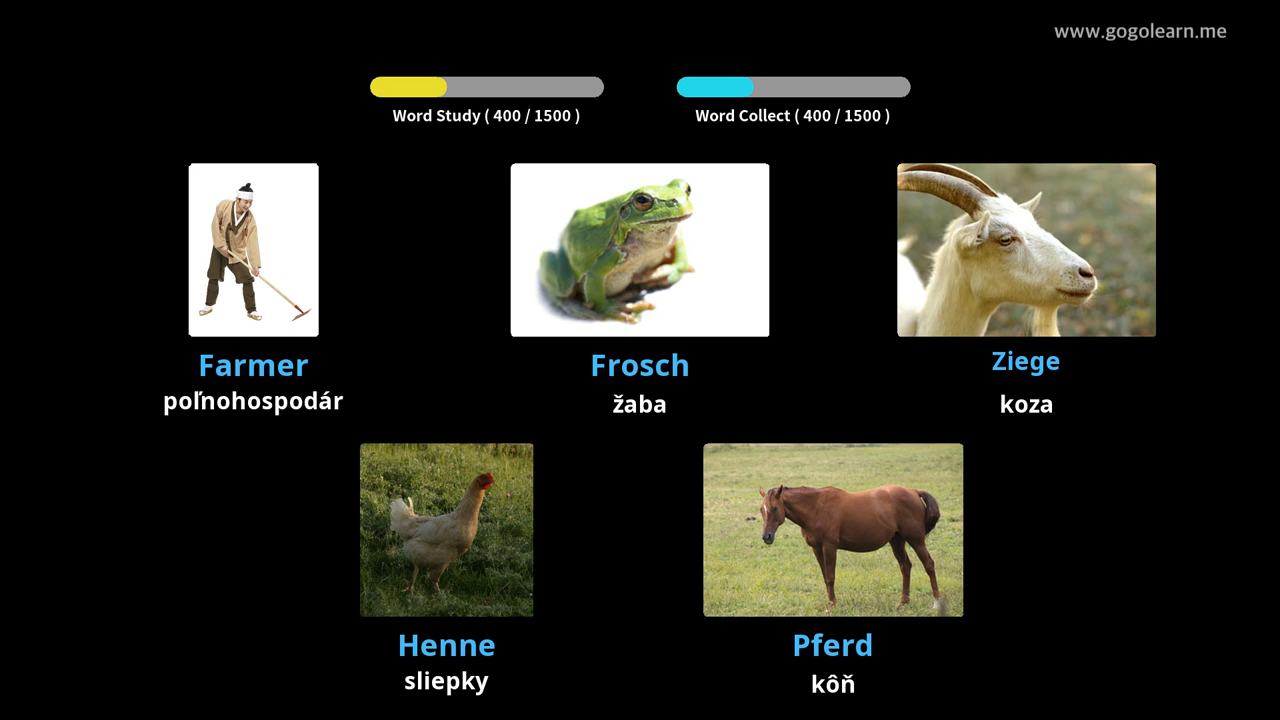 www.gogolearn.me
Word Study ( 400 / 1500 )
Word Collect ( 400 / 1500 )
Farmer
poľnohospodár
Frosch
žaba
Ziege
koza
Henne
sliepky
Pferd
kôň